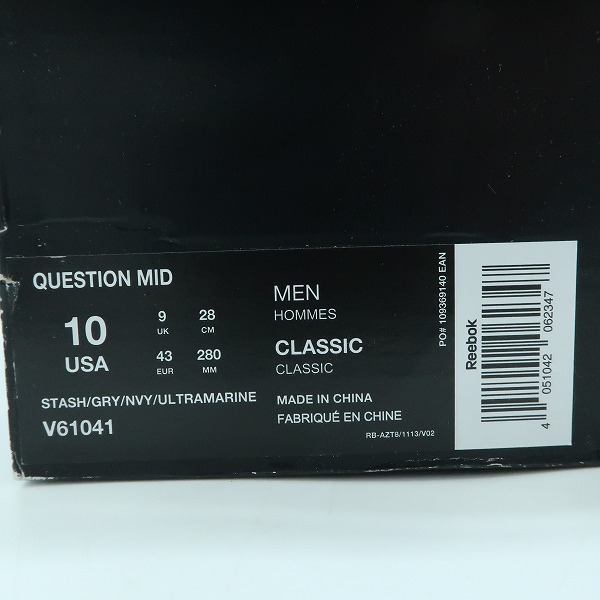 QUESTION MID
10
USA
9
UK
28
CM
43
EUR
280
MM
STASH/GRY/NVY/ULTRAMARINE
V61041
MEN
HOMMES
CLASSIC
CLASSIC
MADE IN CHINA
FABRIQUÉ EN CHINE
RB-AZT8/1113/V02
PO# 109369140 EAN
Reebok
4 051042 062347